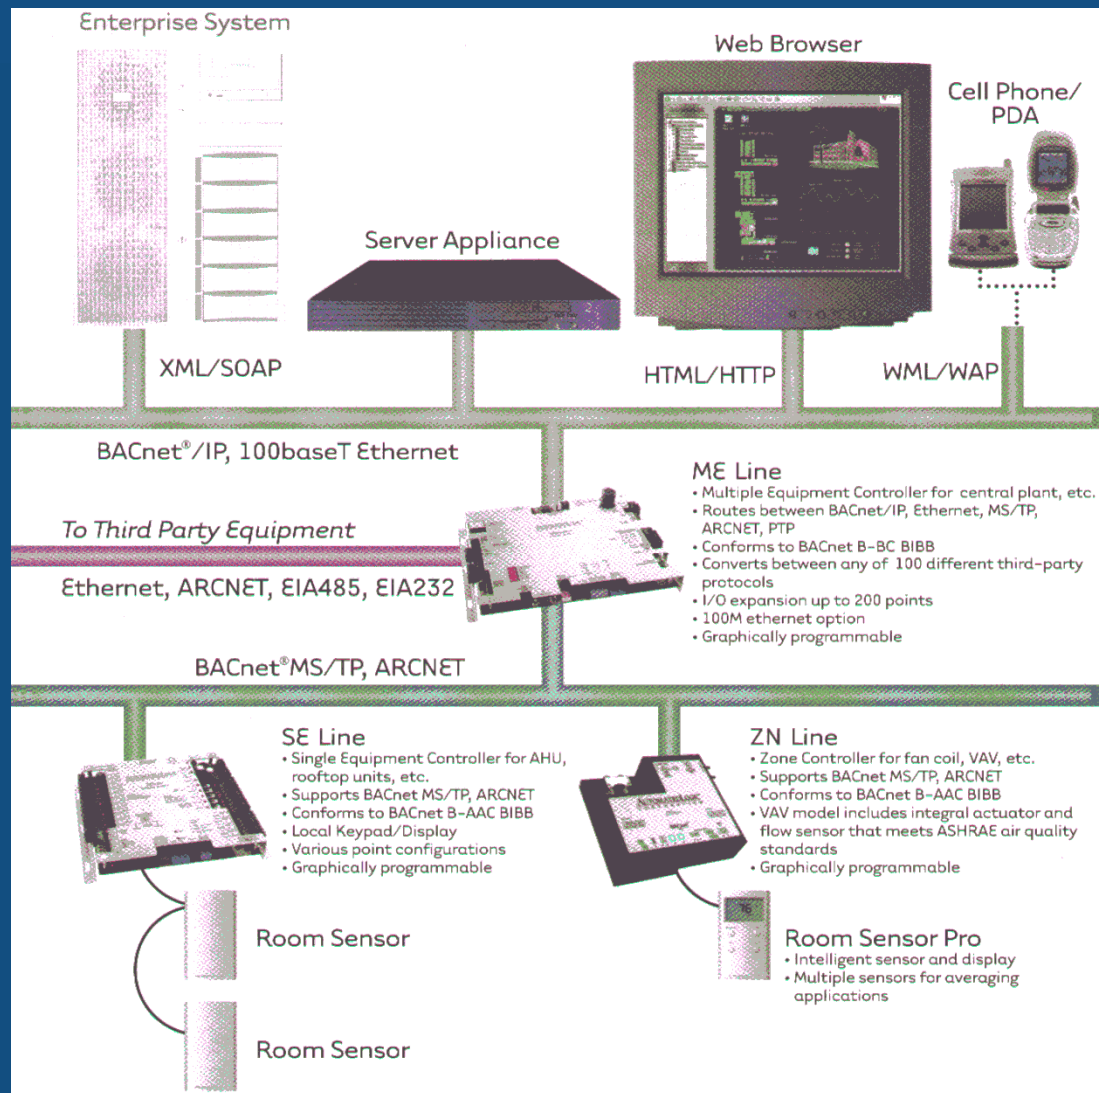 Enterprise System
Web Browser
Cell Phone/
PDA
Server Appliance
XML/SOAP
HTML/HTTP
WML/WAP
BACnet®/IP, 100baseT Ethernet
ME Line
• Multiple Equipment Controller for central plant, etc.
• Routes between BACnet/IP, Ethernet, MS/TP,
ARCNET, PTP
• Conforms to BACnet B-BC BIBB
• Converts between any of 100 different third-party
protocols
• I/O expansion up to 200 points
• 100M ethernet option
• Graphically programmable
To Third Party Equipment
Ethernet, ARCNET, EIA485, EIA232
BACnet®MS/TP, ARCNET
SE Line
• Single Equipment Controller for AHU,
rooftop units, etc.
• Supports BACnet MS/TP, ARCNET
• Conforms to BACnet B-AAC BIBB
• Local Keypad/Display
• Various point configurations
• Graphically programmable
ZN Line
• Zone Controller for fan coil, VAV, etc.
• Supports BACnet MS/TP, ARCNET
• Conforms to BACnet B-AAC BIBB
• VAV model includes integral actuator and
flow sensor that meets ASHRAE air quality
standards
• Graphically programmable
76
Room Sensor
Room Sensor Pro
• Intelligent sensor and display
• Multiple sensors for averaging
applications
Room Sensor